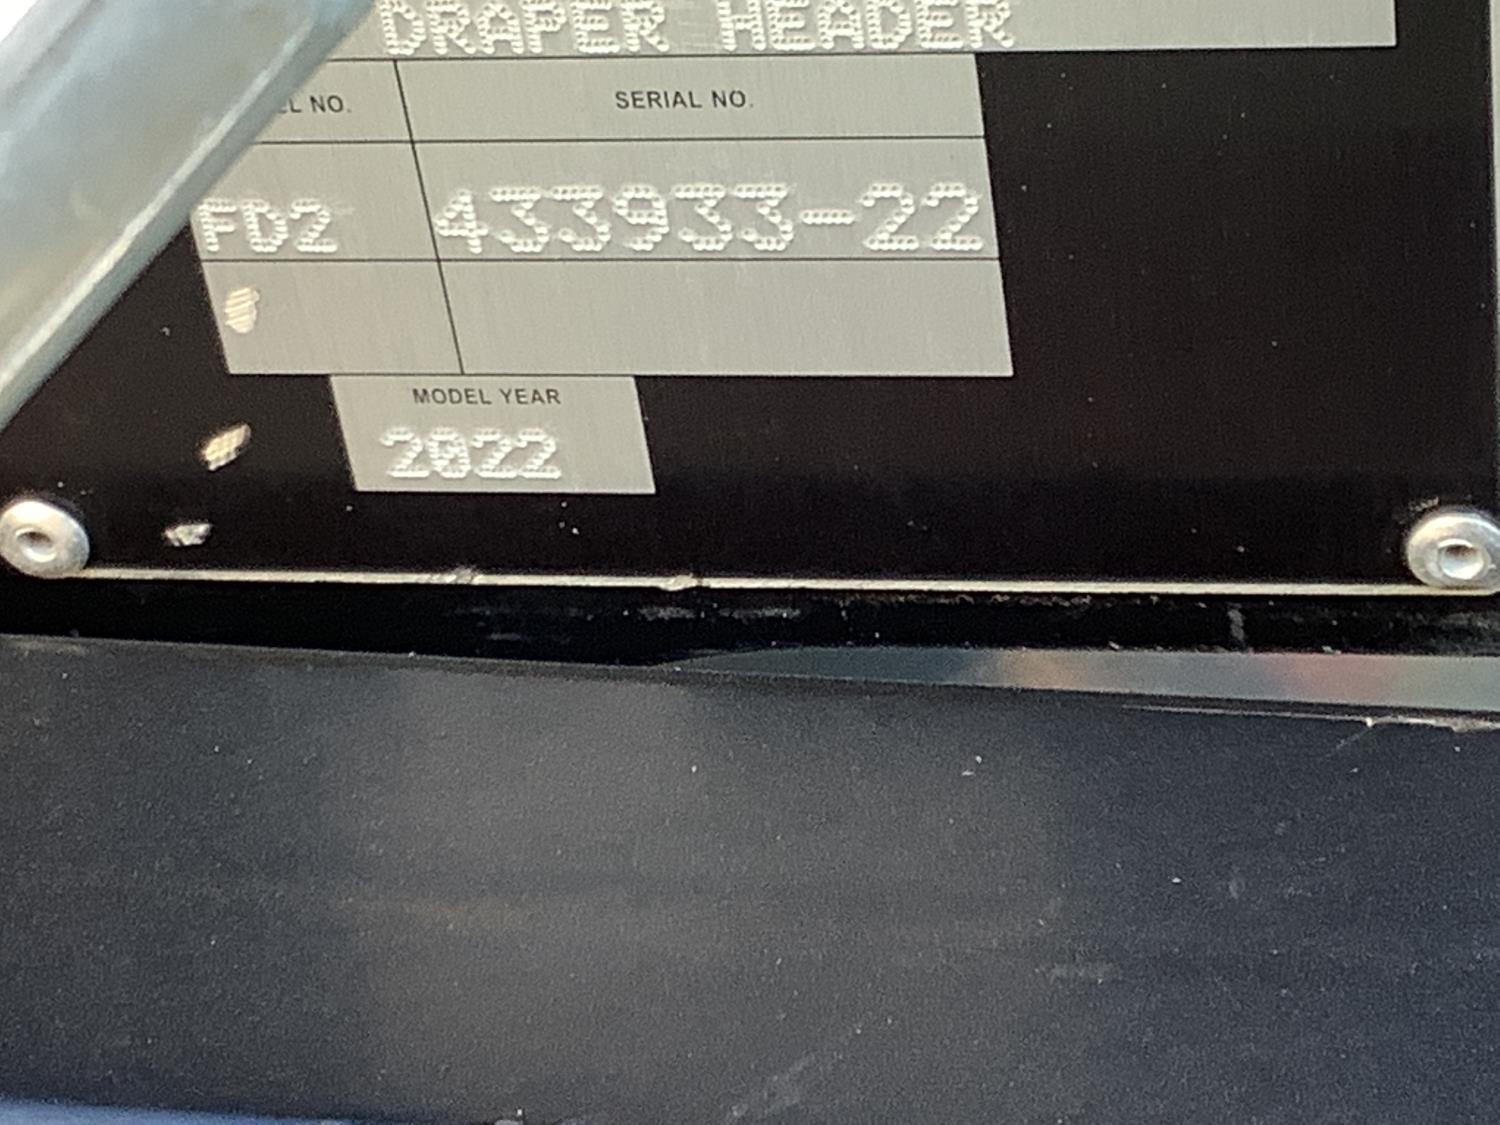 DRAPER HEADER
L NO. SERIAL NO.
FD2 433933-22
MODEL YEAR
2022